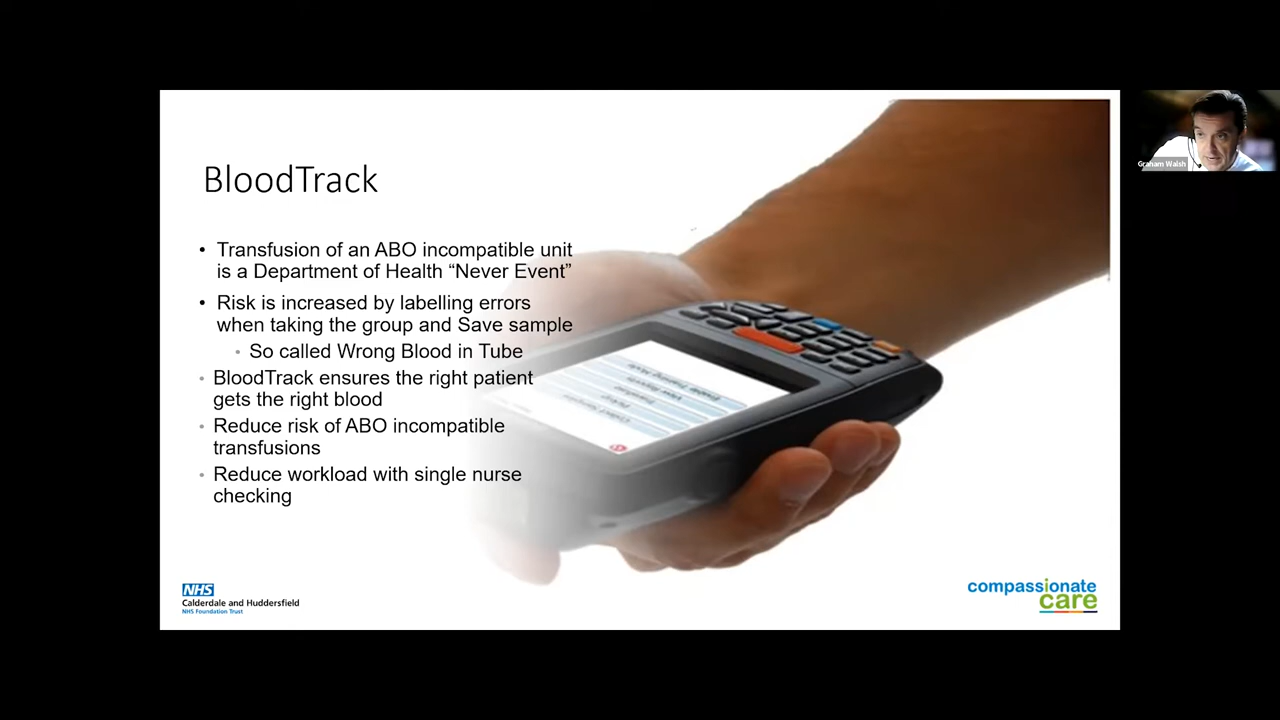 BloodTrack
• Transfusion of an ABO incompatible unit
is a Department of Health “Never Event”
• Risk is increased by labelling errors
when taking the group and Save sample
• So called Wrong Blood in Tube
• BloodTrack ensures the right patient
gets the right blood
• Reduce risk of ABO incompatible
transfusions
• Reduce workload with single nurse
checking
NHS
Calderdale and Huddersfield
NHS Foundation Trust
compassionate
care
Graham Walsh